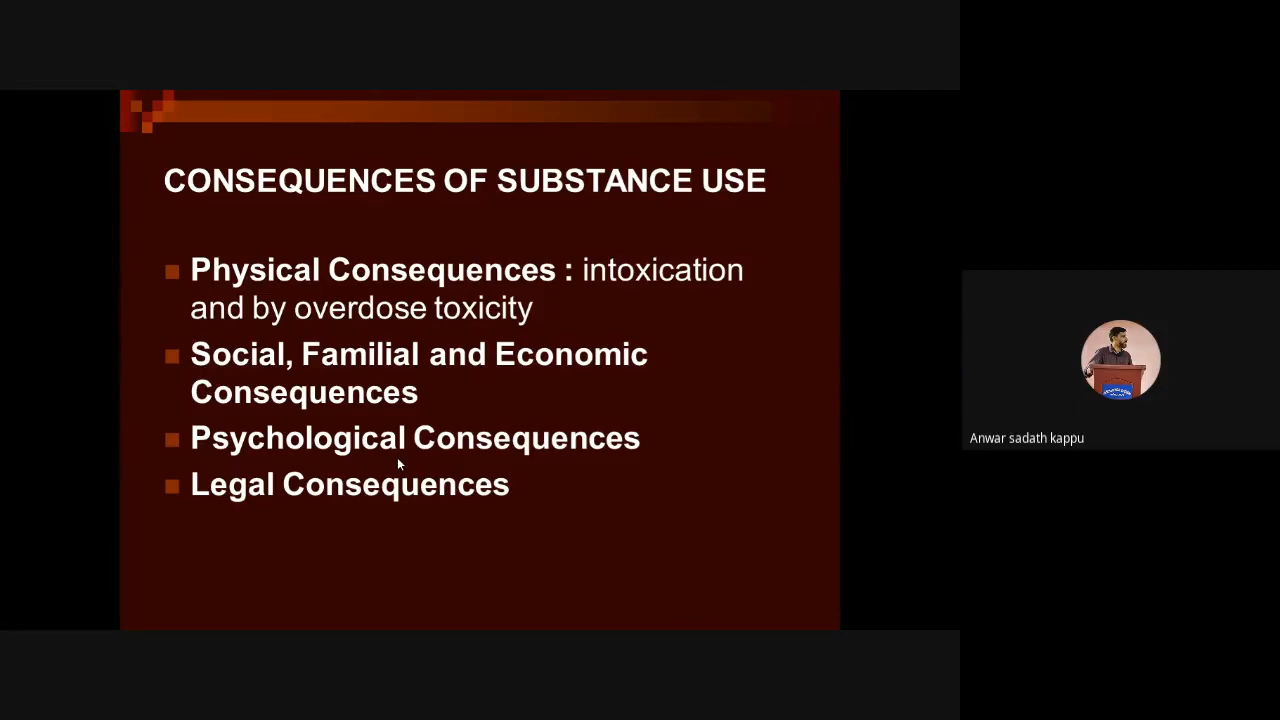 CONSEQUENCES OF SUBSTANCE USE
Physical Consequences : intoxication
and by overdose toxicity
Social, Familial and Economic
Consequences
Psychological Consequences
Legal Consequences
Anwar sadath kappu